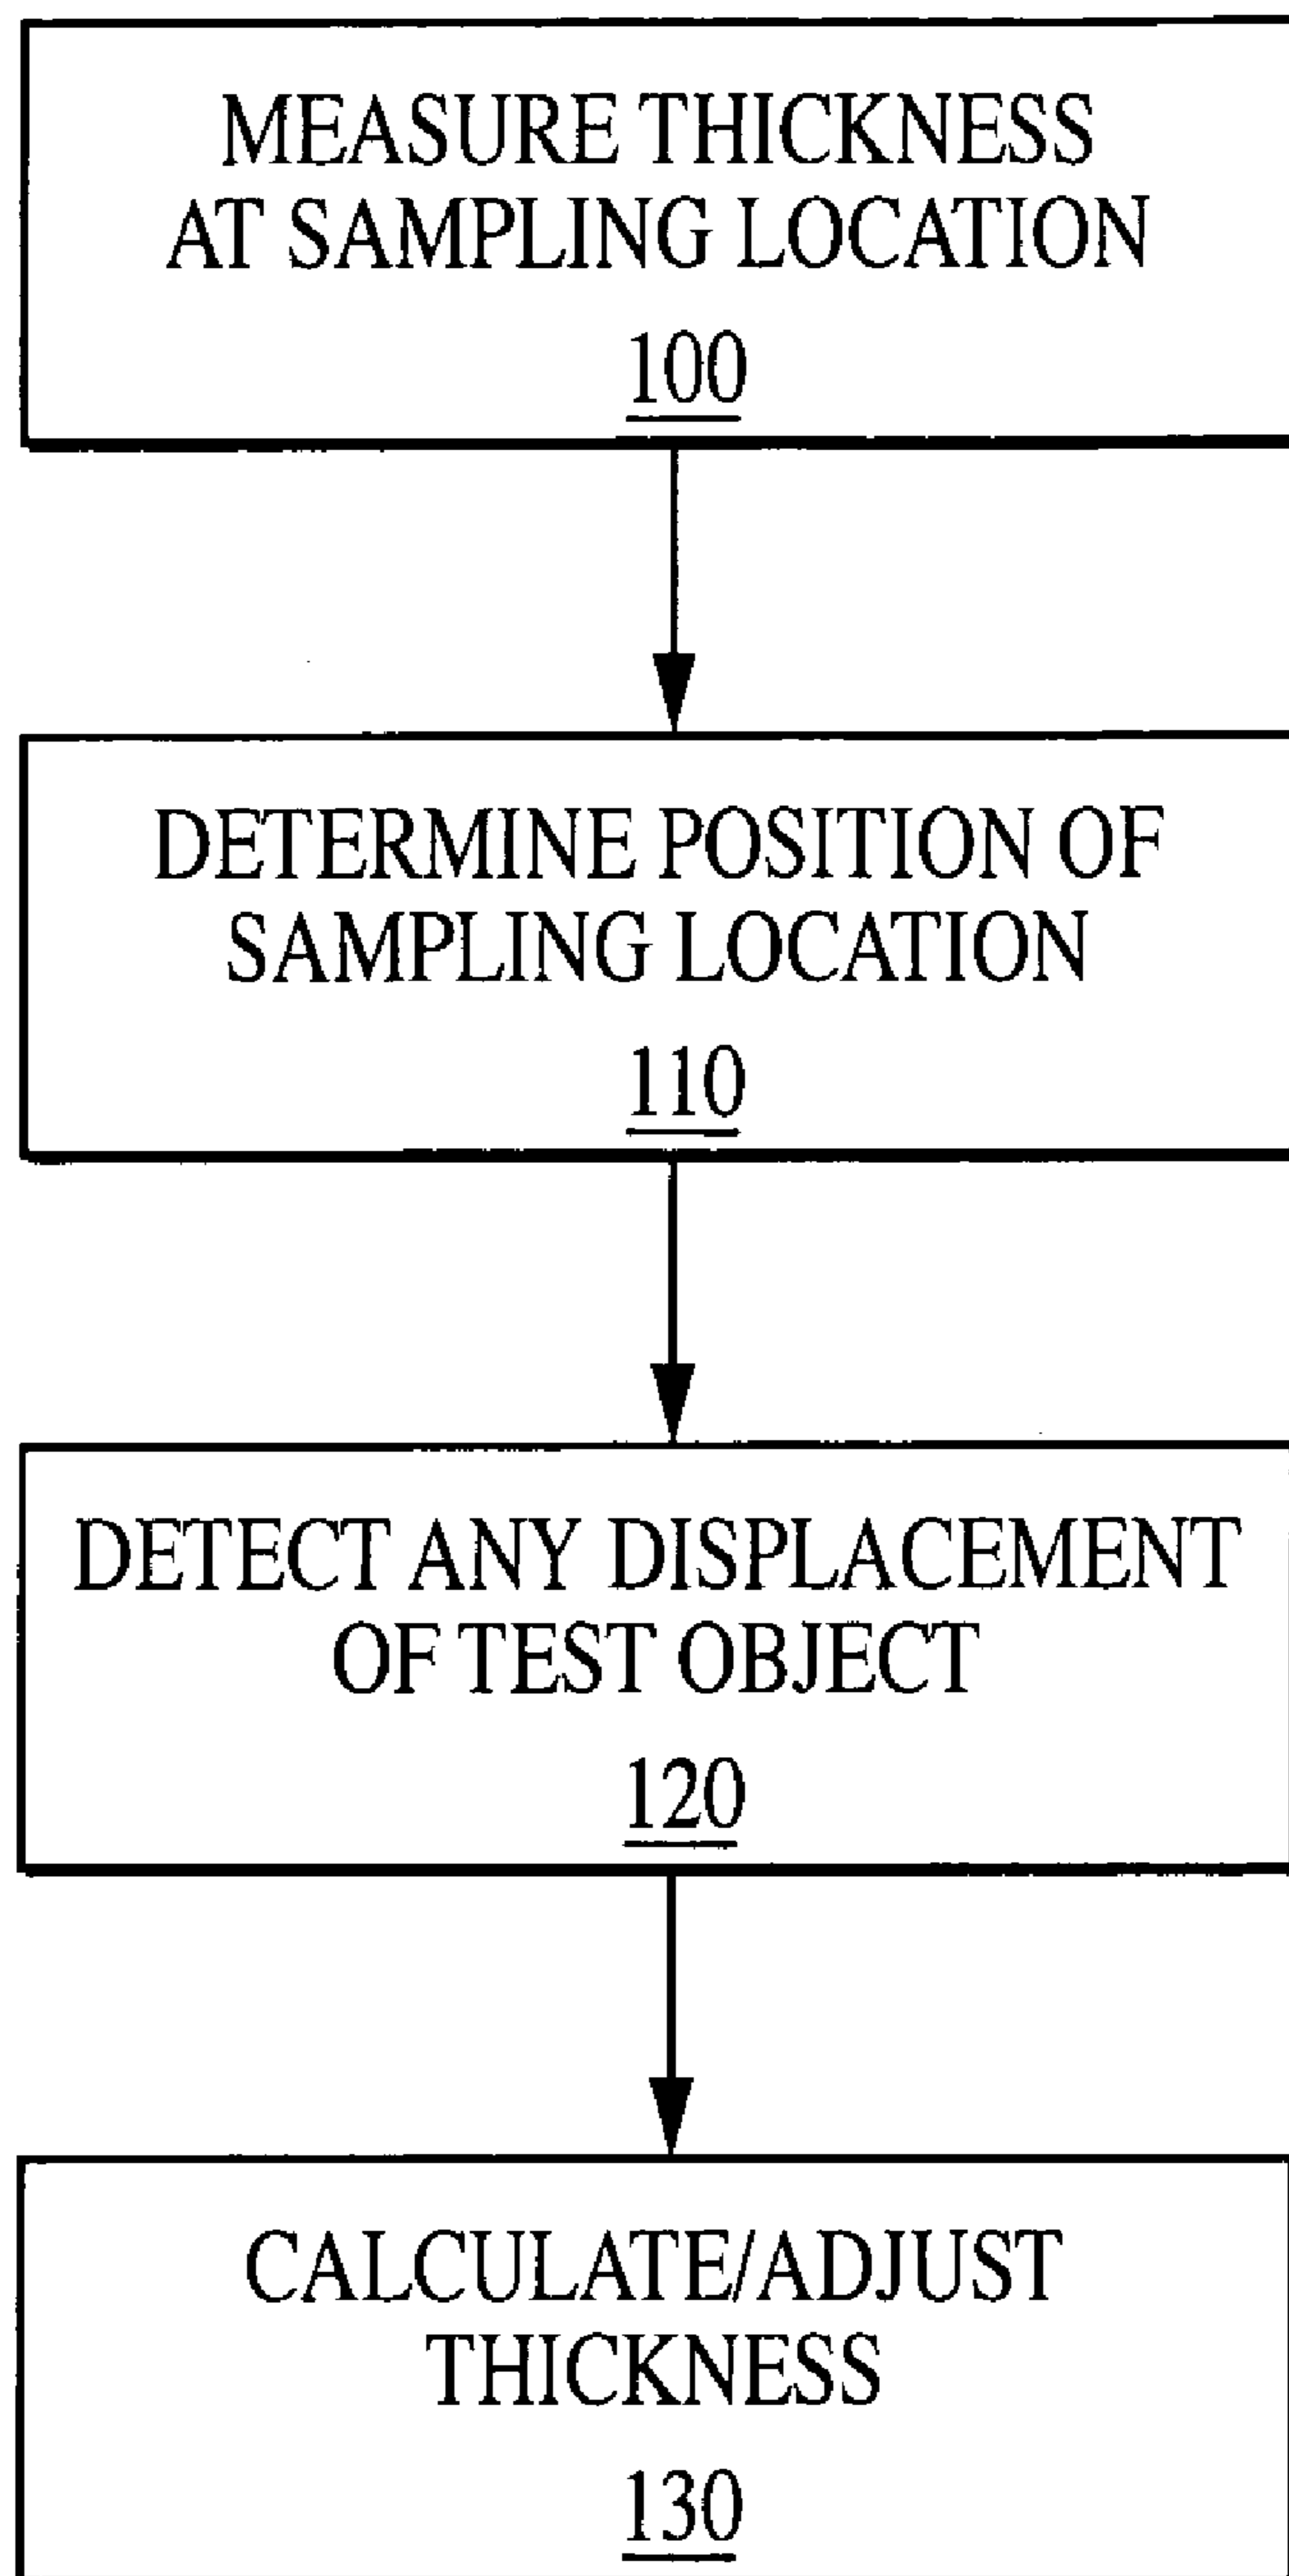 MEASURE THICKNESS
AT SAMPLING LOCATION
100
DETERMINE POSITION OF
SAMPLING LOCATION
110
DETECT ANY DISPLACEMENT
OF TEST OBJECT
120
CALCULATE/ADJUST
THICKNESS
130